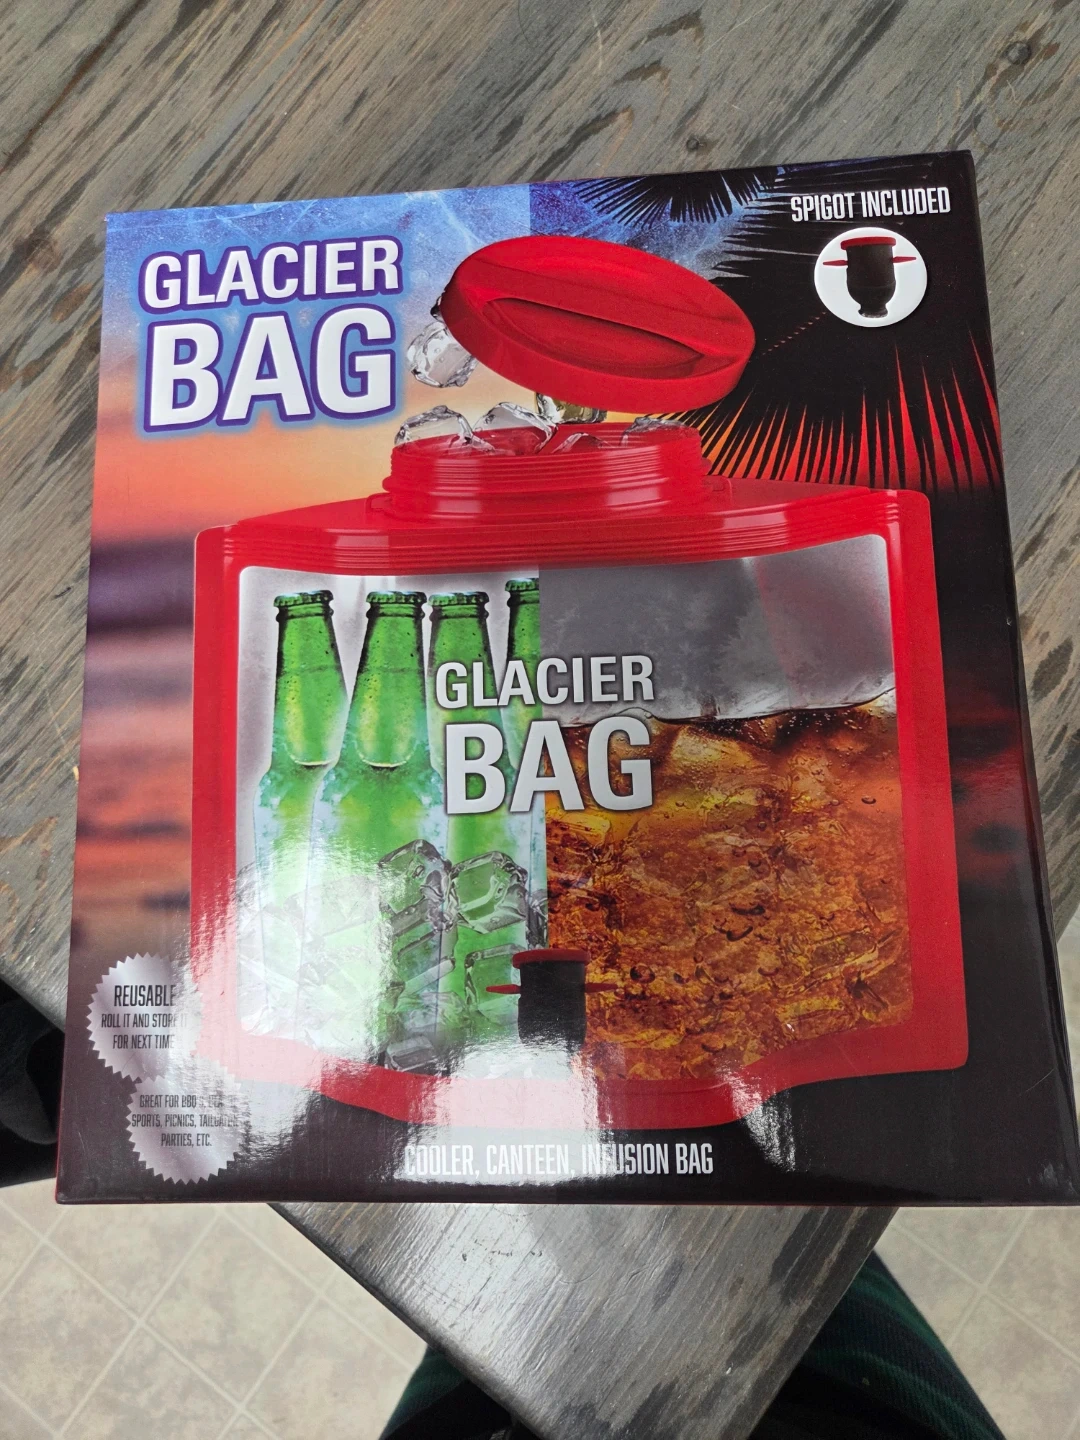 SPIGOT INCLUDED
GLACIER
BAG
GLACIER
BAG
REUSABLE
ROLL IT AND STORE IT
FOR NEXT TIME
GREAT FOR BBQ'S,
SPORTS, PICNICS, TAILGATE
PARTIES, ETC.
COOLER, CANTEEN, INFUSION BAG